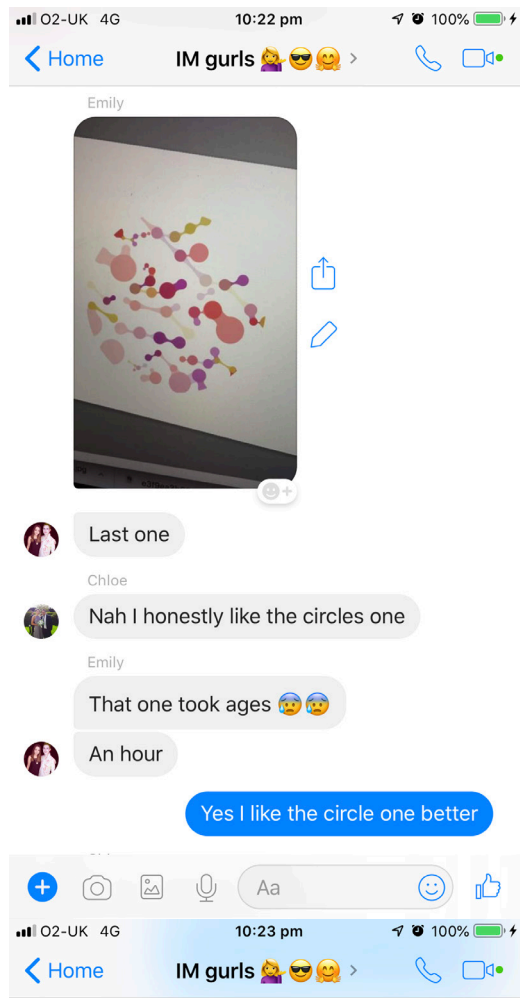 O2-UK 4G 10:22 pm 100%
Home IM gurls 💁‍♀️😎🤗 >
Emily
Last one
Chloe
Nah I honestly like the circles one
Emily
That one took ages 😰😰
An hour
Yes I like the circle one better
Aa
O2-UK 4G 10:23 pm 100%
Home IM gurls 💁‍♀️😎🤗 >